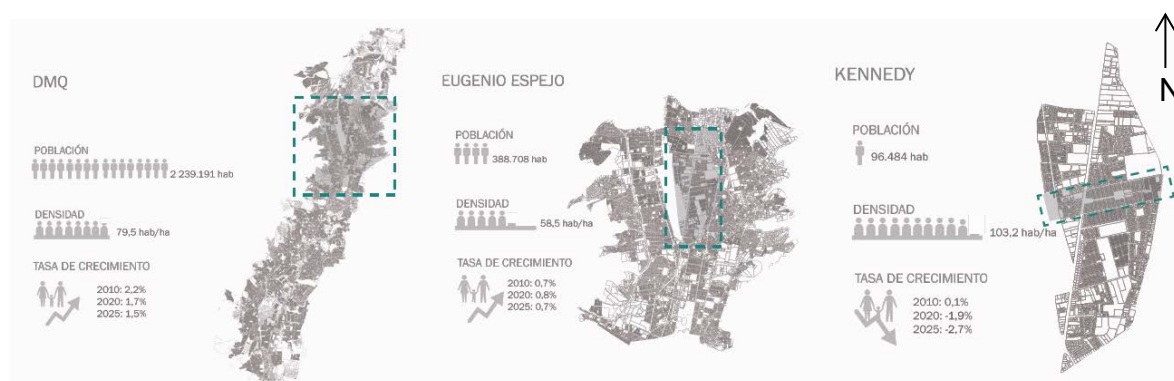 DMQ
POBLACIÓN
2 239.191 hab
DENSIDAD
79,5 hab/ha
TASA DE CRECIMIENTO
2010: 2,2%
2020: 1,7%
2025: 1,5%
EUGENIO ESPEJO
POBLACIÓN
388.708 hab
DENSIDAD
58,5 hab/ha
TASA DE CRECIMIENTO
2010: 0,7%
2020: 0,8%
2025: 0,7%
KENNEDY
POBLACIÓN
96.484 hab
DENSIDAD
103,2 hab/ha
TASA DE CRECIMIENTO
2010: 0,1%
2020: -1,9%
2025: -2,7%
N